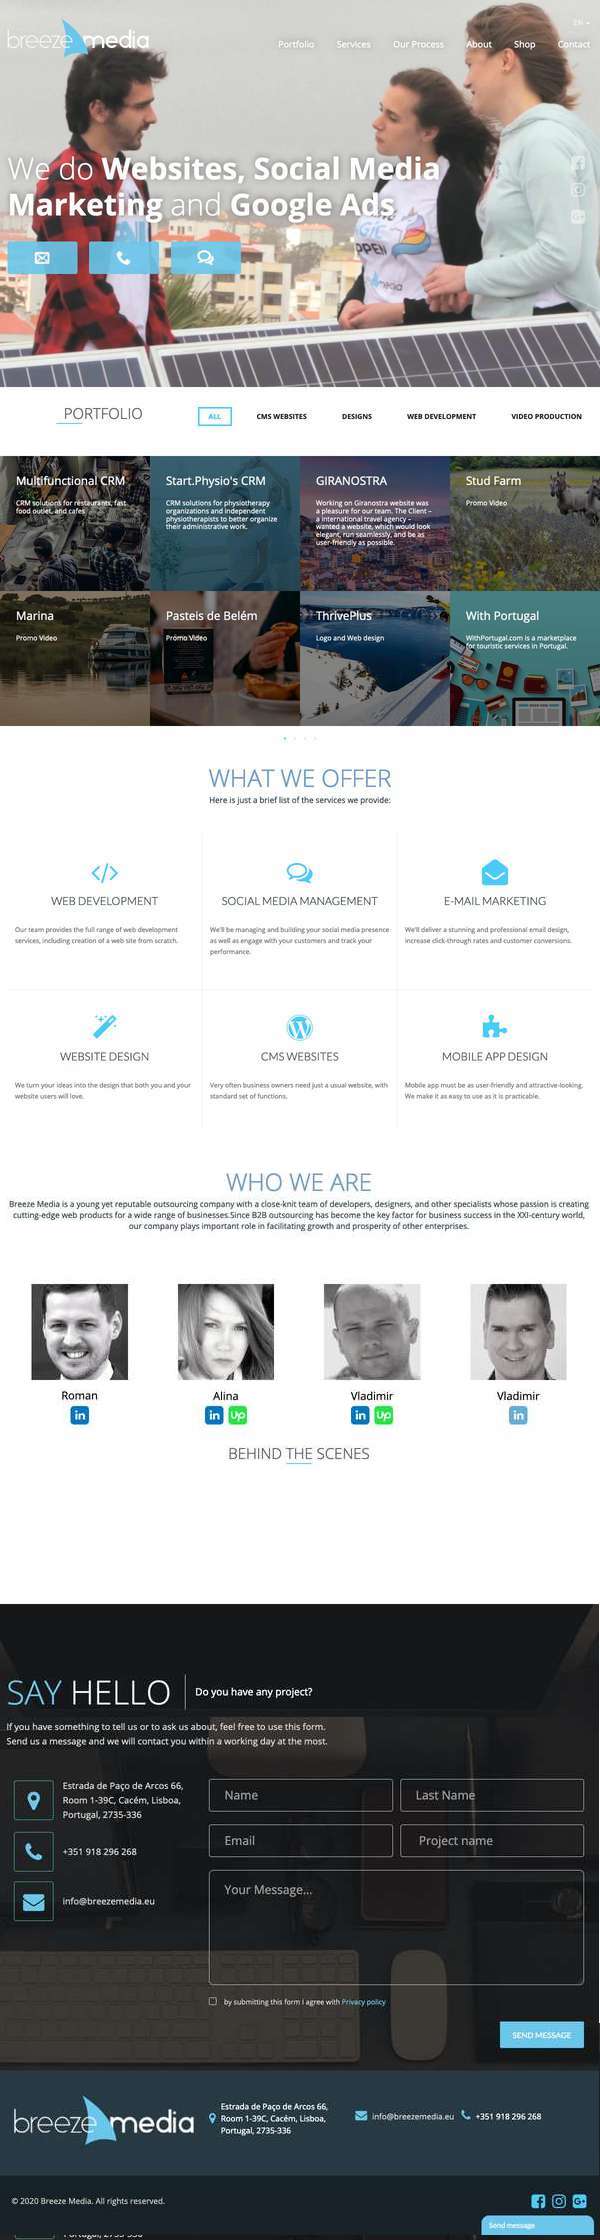 breeze media
EN
Portfolio Services Our Process About Shop Contact
We do Websites, Social Media
Marketing and Google Ads
PORTFOLIO
ALL CMS WEBSITES DESIGNS WEB DEVELOPMENT VIDEO PRODUCTION
Multifunctional CRM
CRM solutions for restaurants, fast
food outlet, and cafes
Start.Physio's CRM
CRM solutions for physiotherapy
organizations and independent
physiotherapists to better organize
their administrative work.
GIRANOSTRA
Working on Giranostra website was
a pleasure for our team. The Client –
a international travel agency –
wanted a website, which would look
elegant, run seamlessly, and be as
user-friendly as possible.
Stud Farm
Promo Video
Marina
Promo Video
Pasteis de Belém
Promo Video
ThrivePlus
Logo and Web design
With Portugal
WithPortugal.com is a marketplace
for touristic services in Portugal.
WHAT WE OFFER
Here is just a brief list of the services we provide:
WEB DEVELOPMENT
Our team provides the full range of web development
services, including creation of a web site from scratch.
SOCIAL MEDIA MANAGEMENT
We'll be managing and building your social media presence
as well as engage with your customers and track your
performance.
E-MAIL MARKETING
We'll deliver a stunning and professional email design,
increase click-through rates and customer conversions.
WEBSITE DESIGN
We turn your ideas into the design that both you and your
website users will love.
CMS WEBSITES
Very often business owners need just a usual website, with
standard set of functions.
MOBILE APP DESIGN
Mobile app must be as user-friendly and attractive-looking.
We make it as easy to use as it is practicable.
WHO WE ARE
Breeze Media is a young yet reputable outsourcing company with a close-knit team of developers, designers, and other specialists whose passion is creating
cutting-edge web products for a wide range of businesses.Since B2B outsourcing has become the key factor for business success in the XXI-century world,
our company plays important role in facilitating growth and prosperity of other enterprises.
Roman
in
Alina
in Up
Vladimir
in Up
Vladimir
in
BEHIND THE SCENES
SAY HELLO
Do you have any project?
If you have something to tell us or to ask us about, feel free to use this form.
Send us a message and we will contact you within a working day at the most.
Estrada de Paço de Arcos 66,
Room 1-39C, Cacém, Lisboa,
Portugal, 2735-336
+351 918 296 268
info@breezemedia.eu
Name Last Name
Email Project name
Your Message...
by submitting this form I agree with Privacy policy
SEND MESSAGE
breeze media
Estrada de Paço de Arcos 66,
Room 1-39C, Cacém, Lisboa,
Portugal, 2735-336
info@breezemedia.eu +351 918 296 268
© 2020 Breeze Media. All rights reserved.
Send message